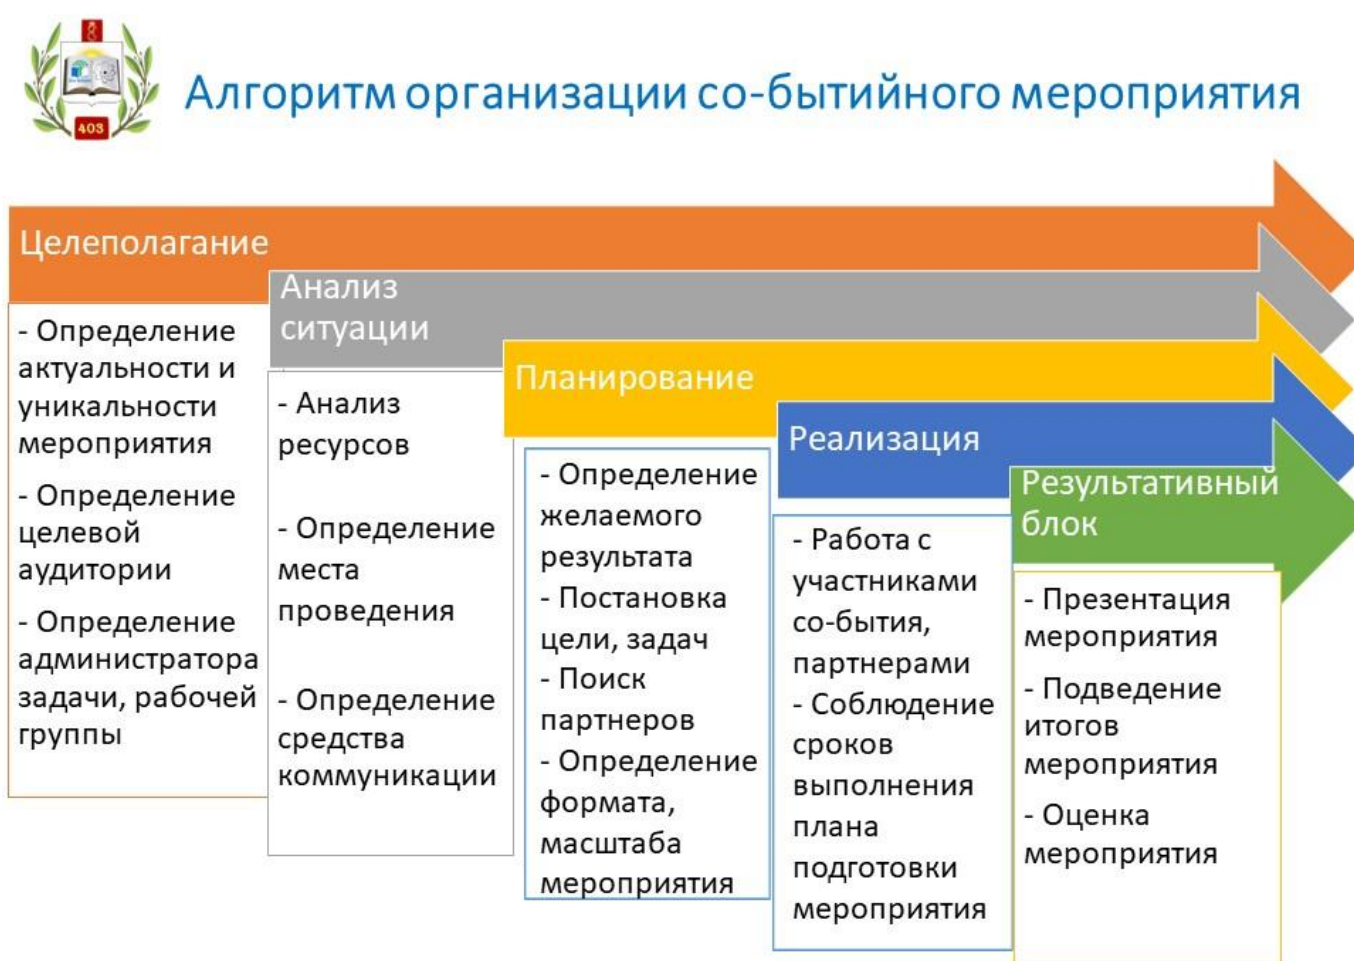 Алгоритм организации со-бытийного мероприятия
403
Целеполагание
- Определение
актуальности и
уникальности
мероприятия
- Определение
целевой
аудитории
- Определение
администратора
задачи, рабочей
группы
Анализ
ситуации
- Анализ
ресурсов
- Определение
места
проведения
- Определение
средства
коммуникации
Планирование
- Определение
желаемого
результата
- Постановка
цели, задач
- Поиск
партнеров
- Определение
формата,
масштаба
мероприятия
Реализация
- Работа с
участниками
со-бытия,
партнерами
- Соблюдение
сроков
выполнения
плана
подготовки
мероприятия
Результативный
блок
- Презентация
мероприятия
- Подведение
итогов
мероприятия
- Оценка
мероприятия